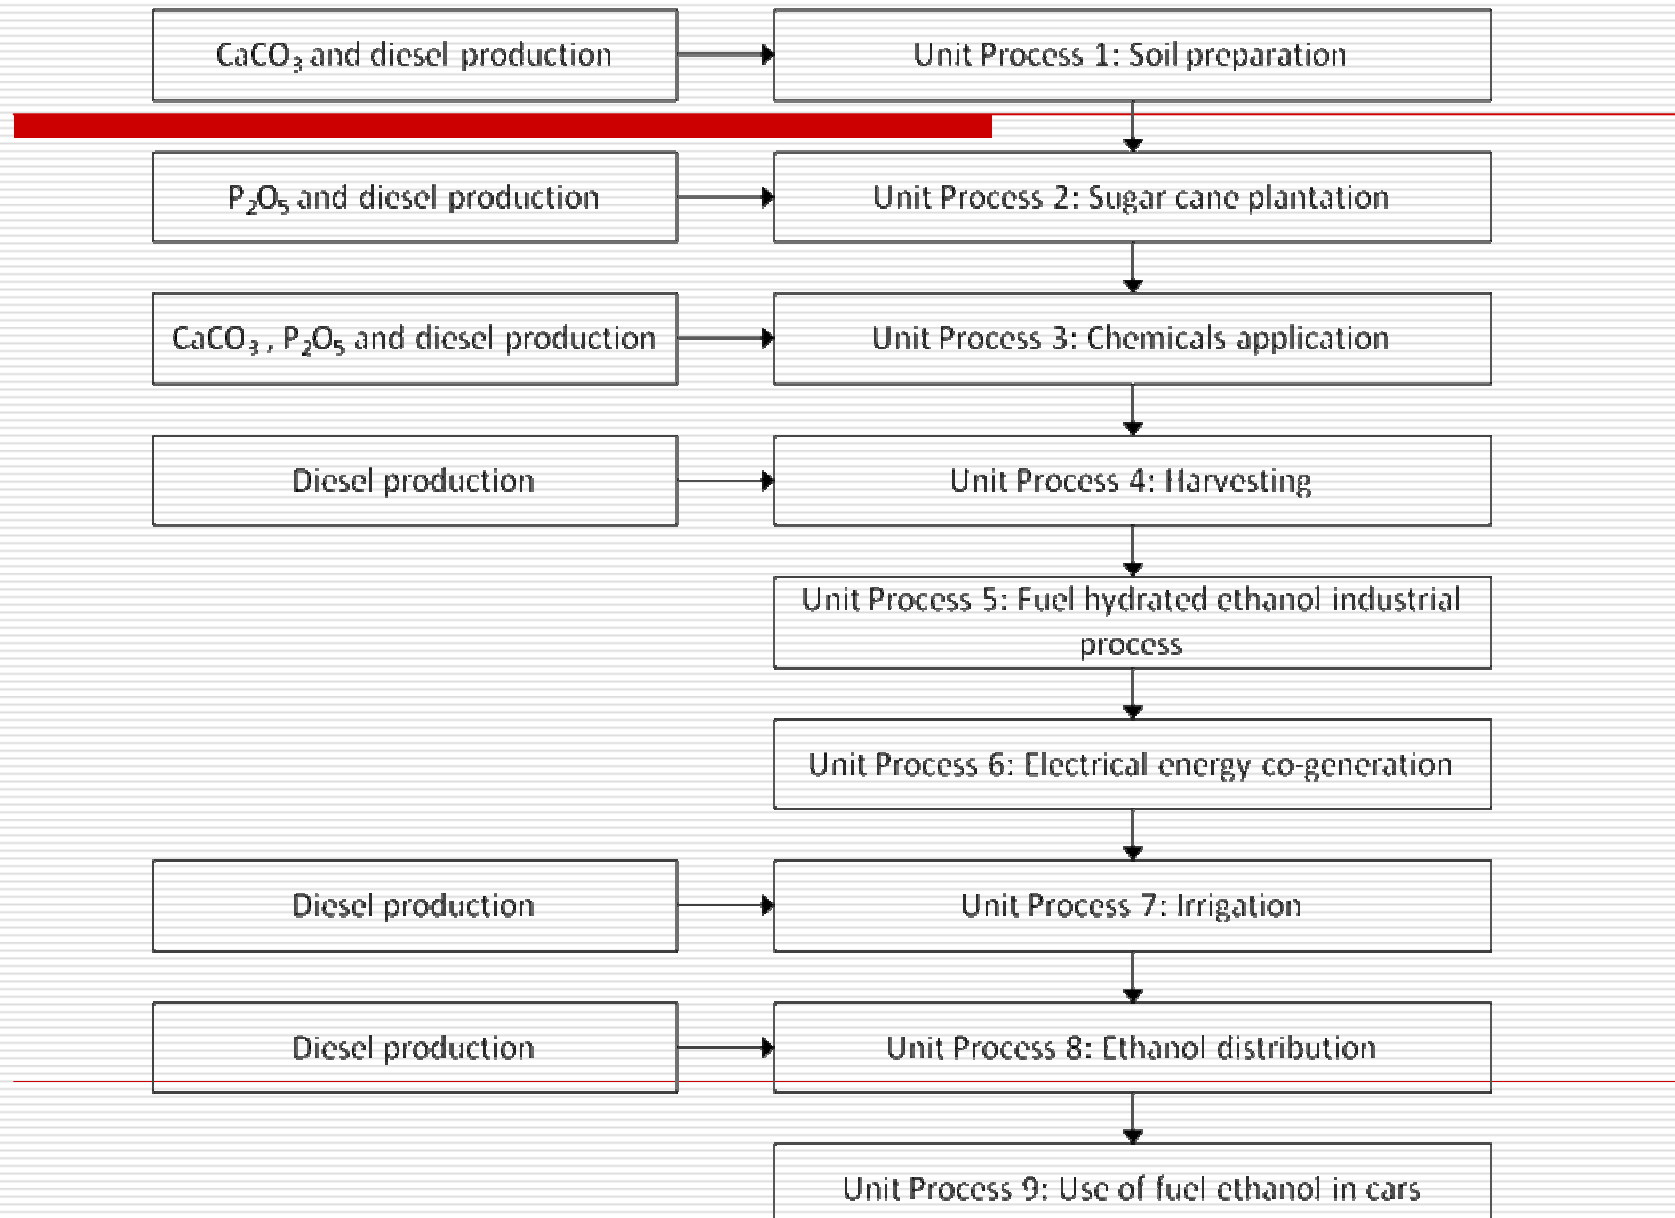 CaCO₃ and diesel production
Unit Process 1: Soil preparation
P₂O₅ and diesel production
Unit Process 2: Sugar cane plantation
CaCO₃ , P₂O₅ and diesel production
Unit Process 3: Chemicals application
Diesel production
Unit Process 4: Harvesting
Unit Process 5: Fuel hydrated ethanol industrial
process
Unit Process 6: Electrical energy co-generation
Diesel production
Unit Process 7: Irrigation
Diesel production
Unit Process 8: Ethanol distribution
Unit Process 9: Use of fuel ethanol in cars